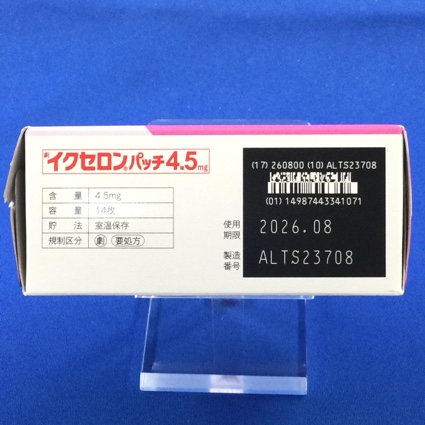 劇イクセロンパッチ4.5mg
含量 4.5mg
容量 14枚
貯法 室温保存
規制区分 劇 要処方
(17) 260800 (10) ALTS23708
(01) 14987443341071
使用期限 2026.08
製造番号 ALTS23708